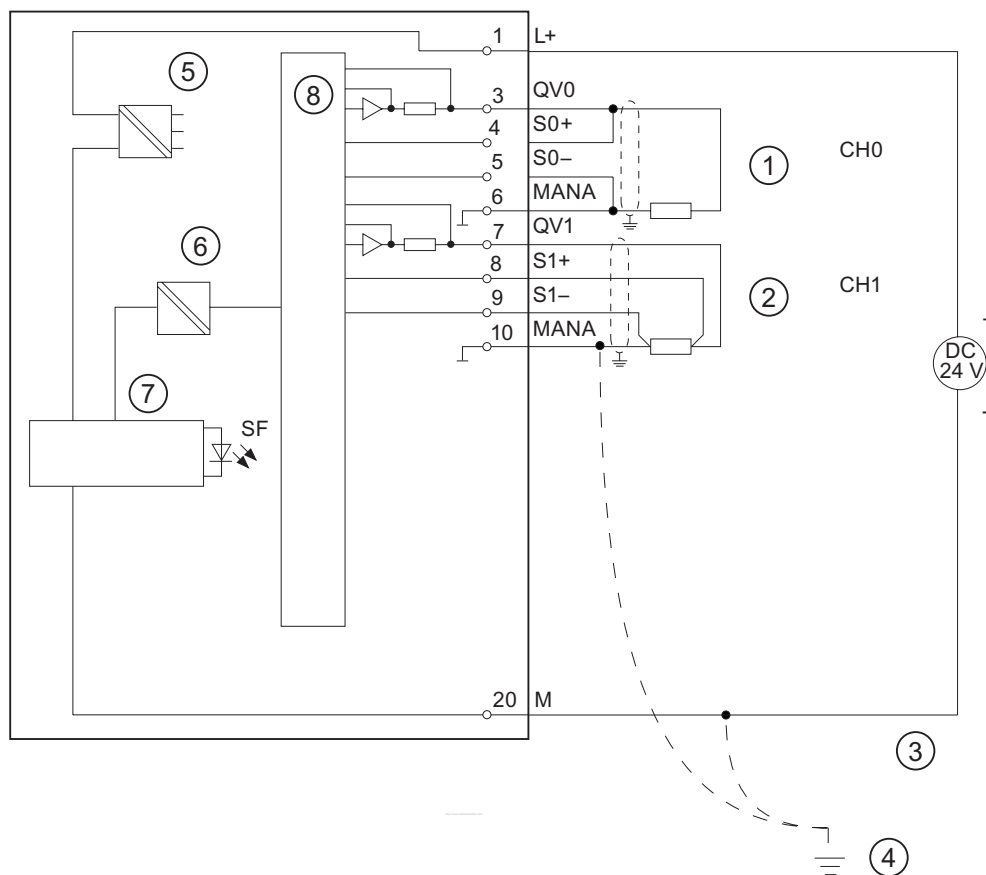 1 L+
5
8
3 QV0
4 S0+
5 S0–
6 MANA
1 CH0
7 QV1
6
8 S1+
9 S1–
2 CH1
10 MANA
DC
24 V
7
SF
20 M
3
4